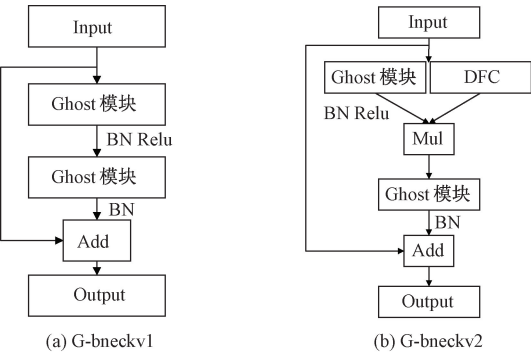 Input
Ghost 模块
BN Relu
Ghost 模块
BN
Add
Output
(a) G-bneckv1
Input
Ghost 模块
DFC
BN Relu
Mul
Ghost 模块
BN
Add
Output
(b) G-bneckv2